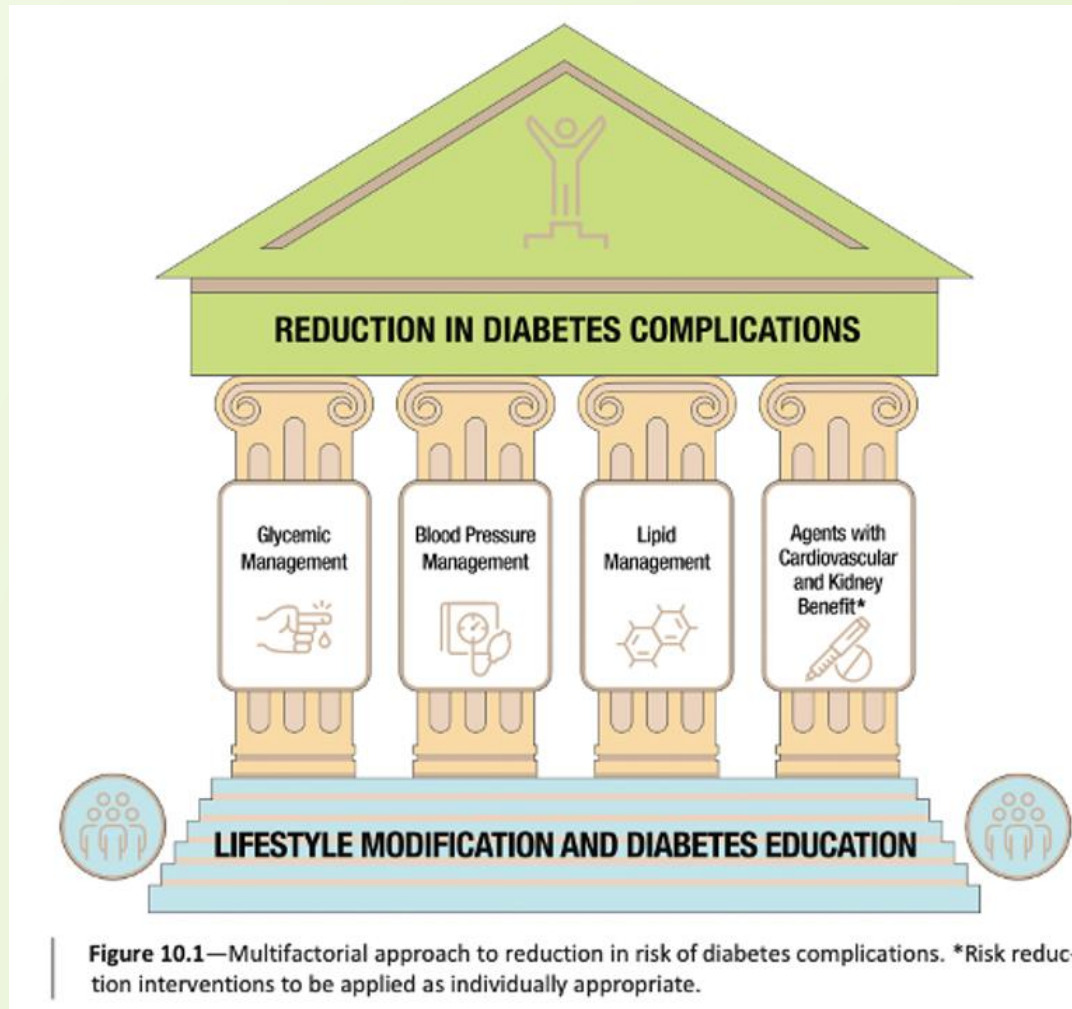 REDUCTION IN DIABETES COMPLICATIONS
Glycemic
Management
Blood Pressure
Management
Lipid
Management
Agents with
Cardiovascular
and Kidney
Benefit*
LIFESTYLE MODIFICATION AND DIABETES EDUCATION
Figure 10.1—Multifactorial approach to reduction in risk of diabetes complications. *Risk reduc-
tion interventions to be applied as individually appropriate.